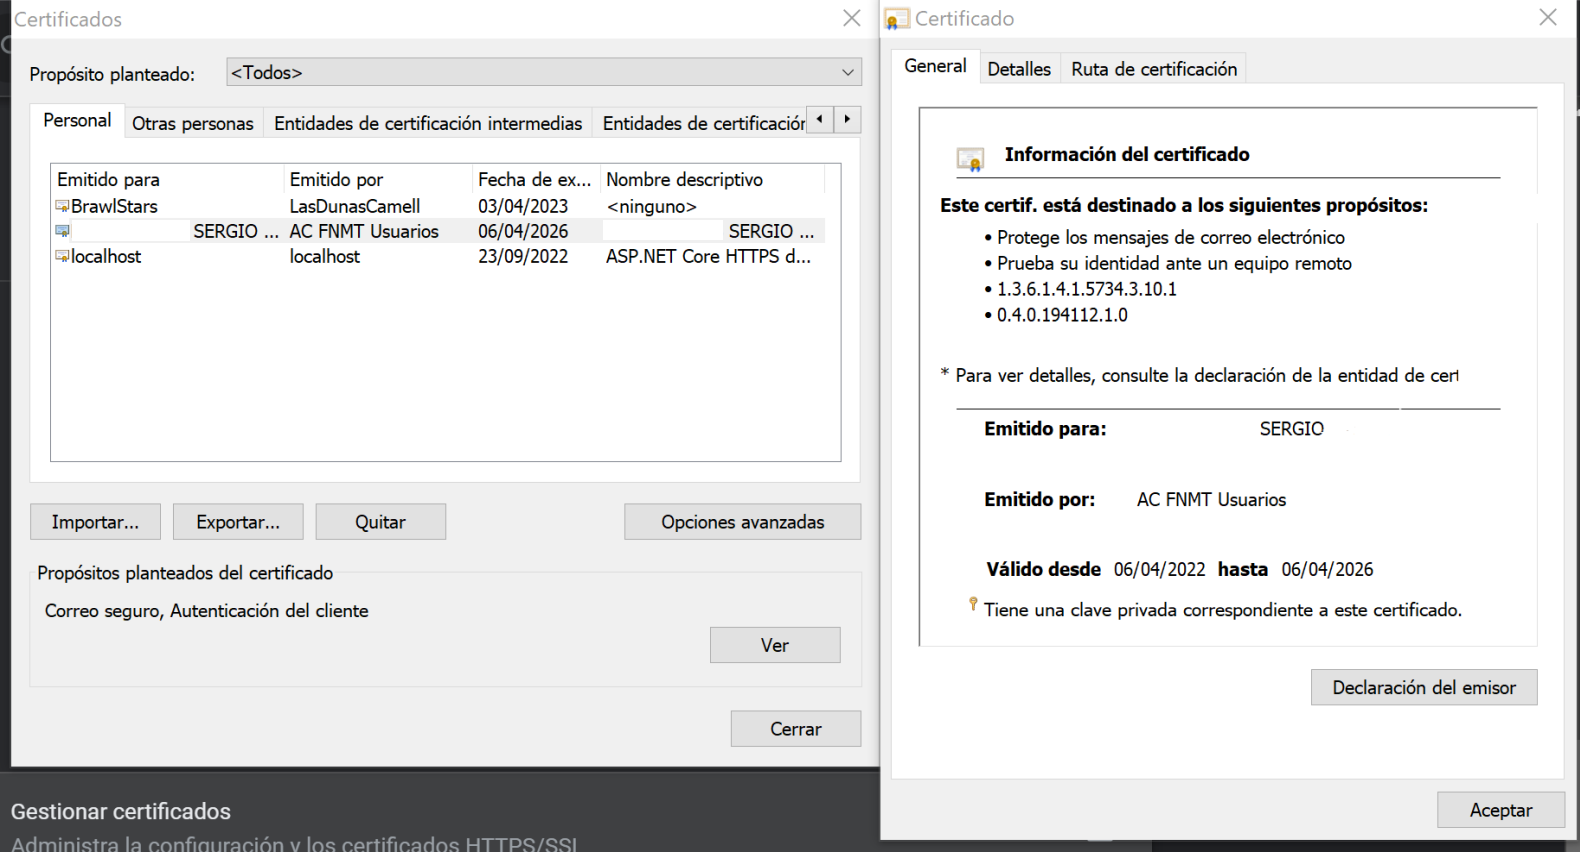 Certificados
Propósito planteado:
<Todos>
Personal
Otras personas
Entidades de certificación intermedias
Entidades de certificación
Emitido para
Emitido por
Fecha de ex...
Nombre descriptivo
BrawlStars
LasDunasCamell
03/04/2023
<ninguno>
SERGIO ...
AC FNMT Usuarios
06/04/2026
SERGIO ...
localhost
localhost
23/09/2022
ASP.NET Core HTTPS d...
Importar...
Exportar...
Quitar
Opciones avanzadas
Propósitos planteados del certificado
Correo seguro, Autenticación del cliente
Ver
Cerrar
Gestionar certificados
Administra la configuración y los certificados HTTPS/SSL
Certificado
General
Detalles
Ruta de certificación
Información del certificado
Este certif. está destinado a los siguientes propósitos:
• Protege los mensajes de correo electrónico
• Prueba su identidad ante un equipo remoto
• 1.3.6.1.4.1.5734.3.10.1
• 0.4.0.194112.1.0
* Para ver detalles, consulte la declaración de la entidad de cert
Emitido para: SERGIO
Emitido por: AC FNMT Usuarios
Válido desde 06/04/2022 hasta 06/04/2026
Tiene una clave privada correspondiente a este certificado.
Declaración del emisor
Aceptar